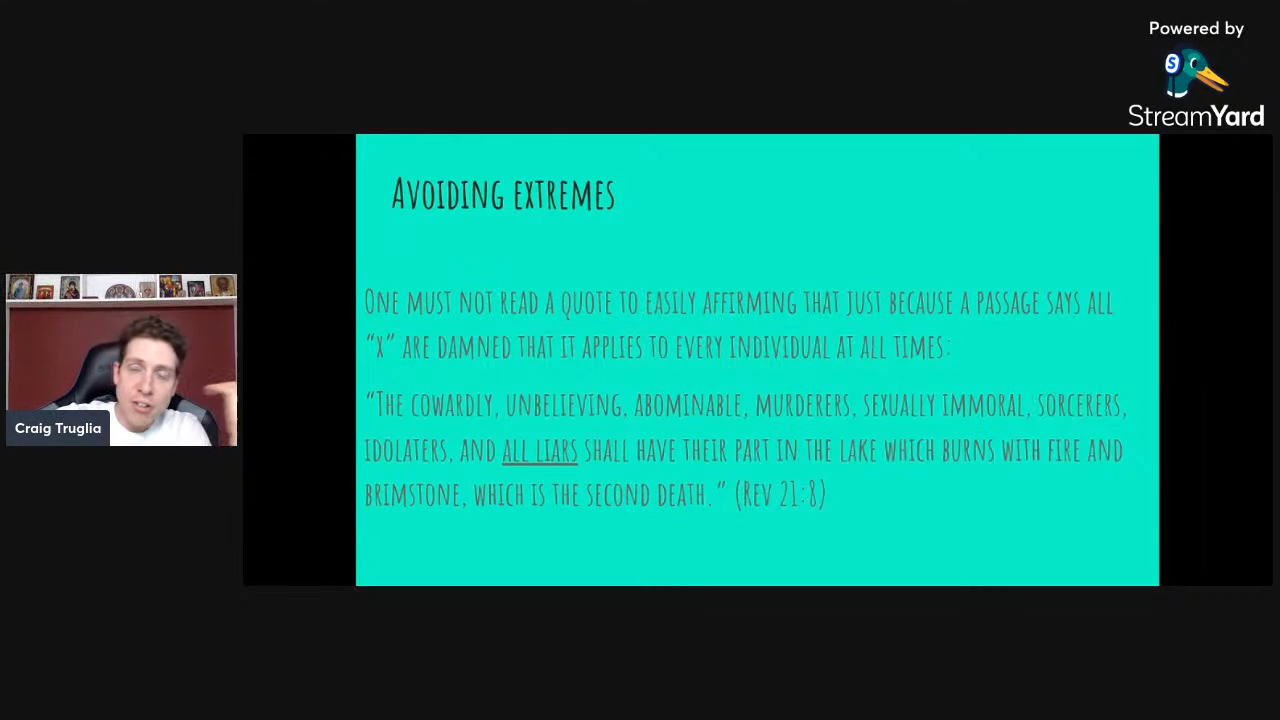 Powered by
S
StreamYard
Avoiding extremes
One must not read a quote to easily affirming that just because a passage says all
“X” are damned that it applies to every individual at all times:
“The cowardly, unbelieving, abominable, murderers, sexually immoral, sorcerers,
idolaters, and all liars shall have their part in the lake which burns with fire and
brimstone, which is the second death.” (Rev 21:8)
Craig Truglia